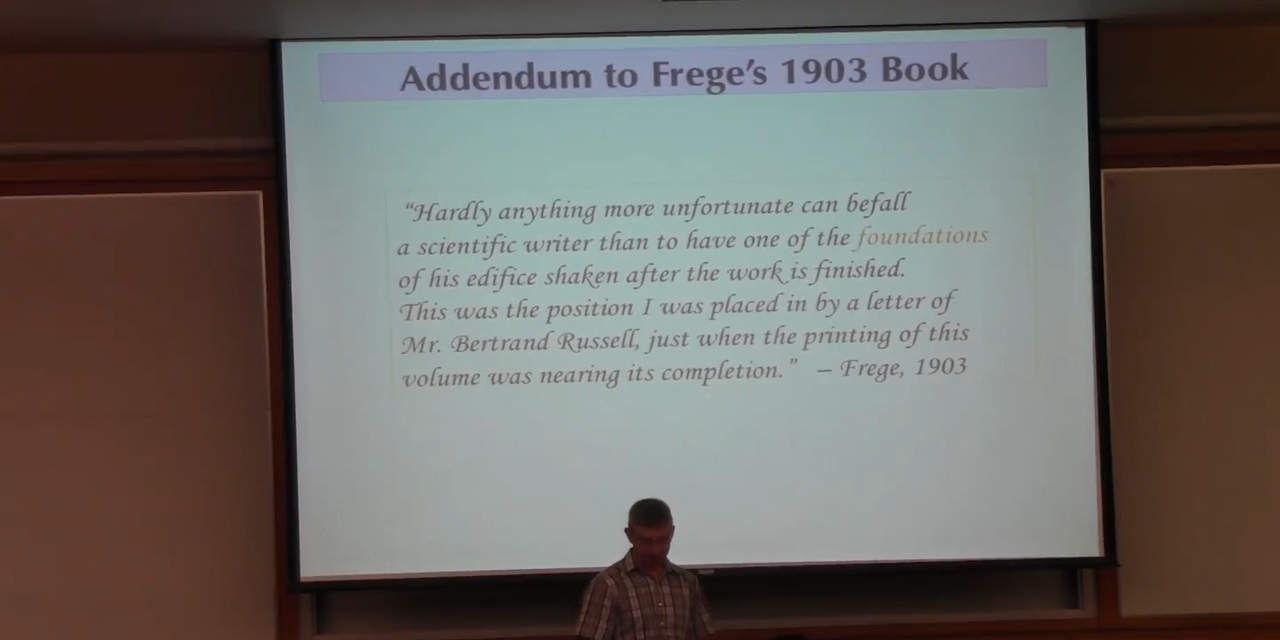 Addendum to Frege's 1903 Book
“Hardly anything more unfortunate can befall
a scientific writer than to have one of the foundations
of his edifice shaken after the work is finished.
This was the position I was placed in by a letter of
Mr. Bertrand Russell, just when the printing of this
volume was nearing its completion.” – Frege, 1903